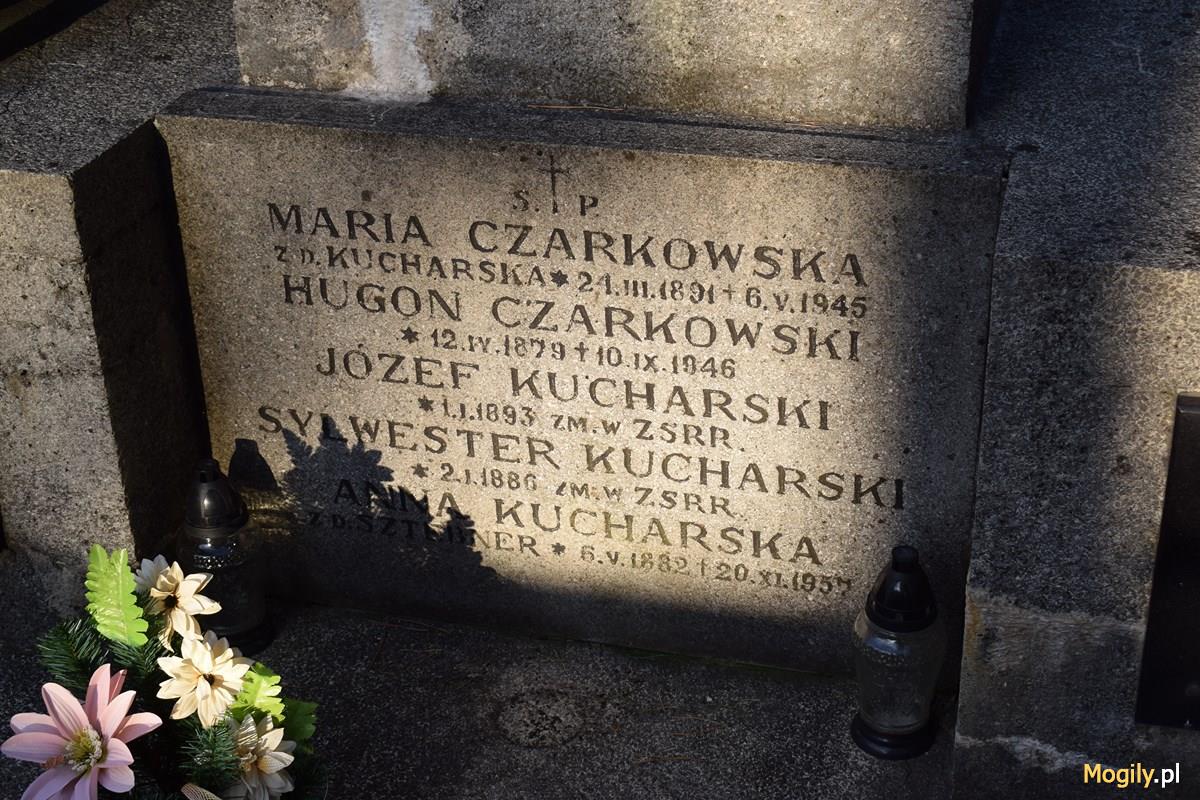 Ś. † P.
MARIA CZARKOWSKA
Z D. KUCHARSKA * 24.III.1891 † 6.V.1945
HUGON CZARKOWSKI
* 12.IV.1879 † 10.IX.1946
JÓZEF KUCHARSKI
* 1.I.1893 ZM. W ZSRR.
SYLWESTER KUCHARSKI
* 2.I.1886 ZM. W ZSRR.
ANNA KUCHARSKA
Z D. * 6.V.1882 † 20.XI.1957
Mogily.pl